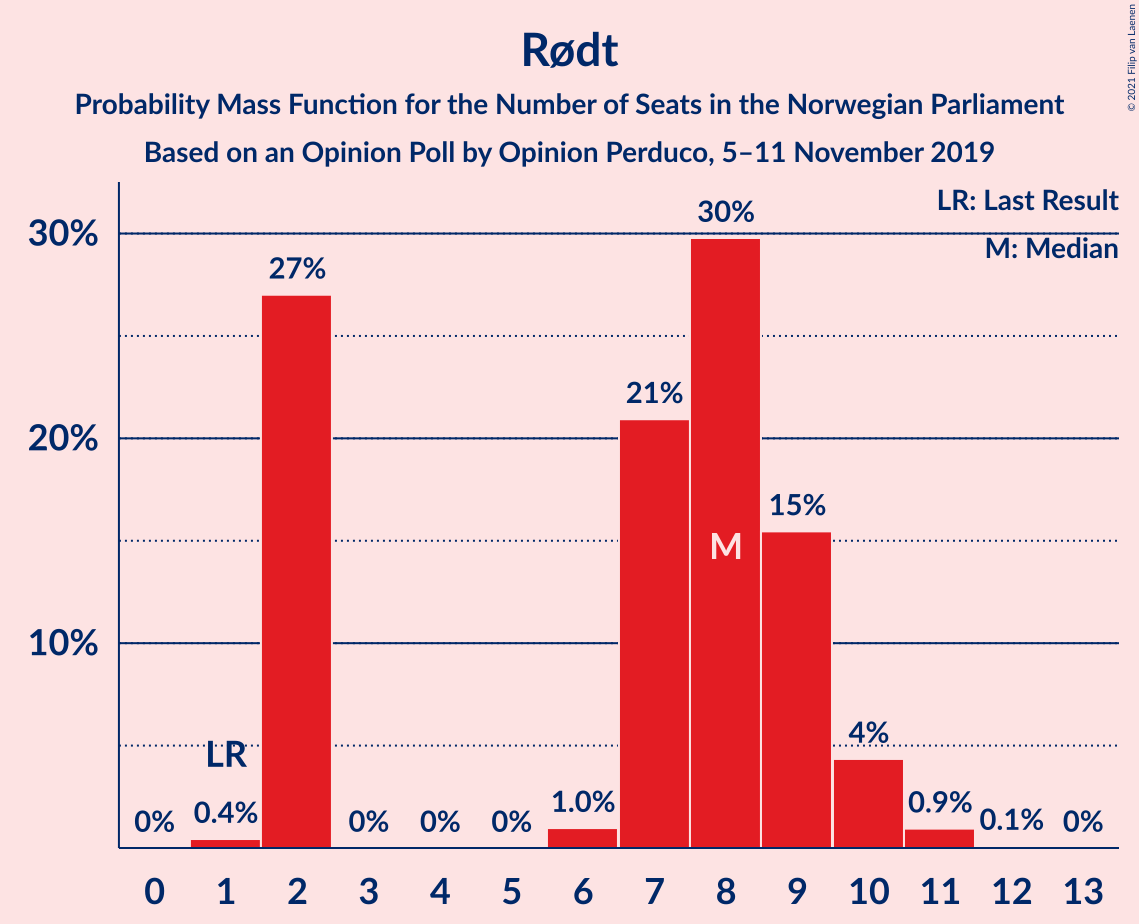 Rødt
Probability Mass Function for the Number of Seats in the Norwegian Parliament
Based on an Opinion Poll by Opinion Perduco, 5–11 November 2019
© 2021 Filip van Laenen
LR: Last Result
M: Median
30%
20%
10%
0%
0.4%
LR
27%
0%
0%
0%
1.0%
21%
30%
M
15%
4%
0.9%
0.1%
0%
0 1 2 3 4 5 6 7 8 9 10 11 12 13